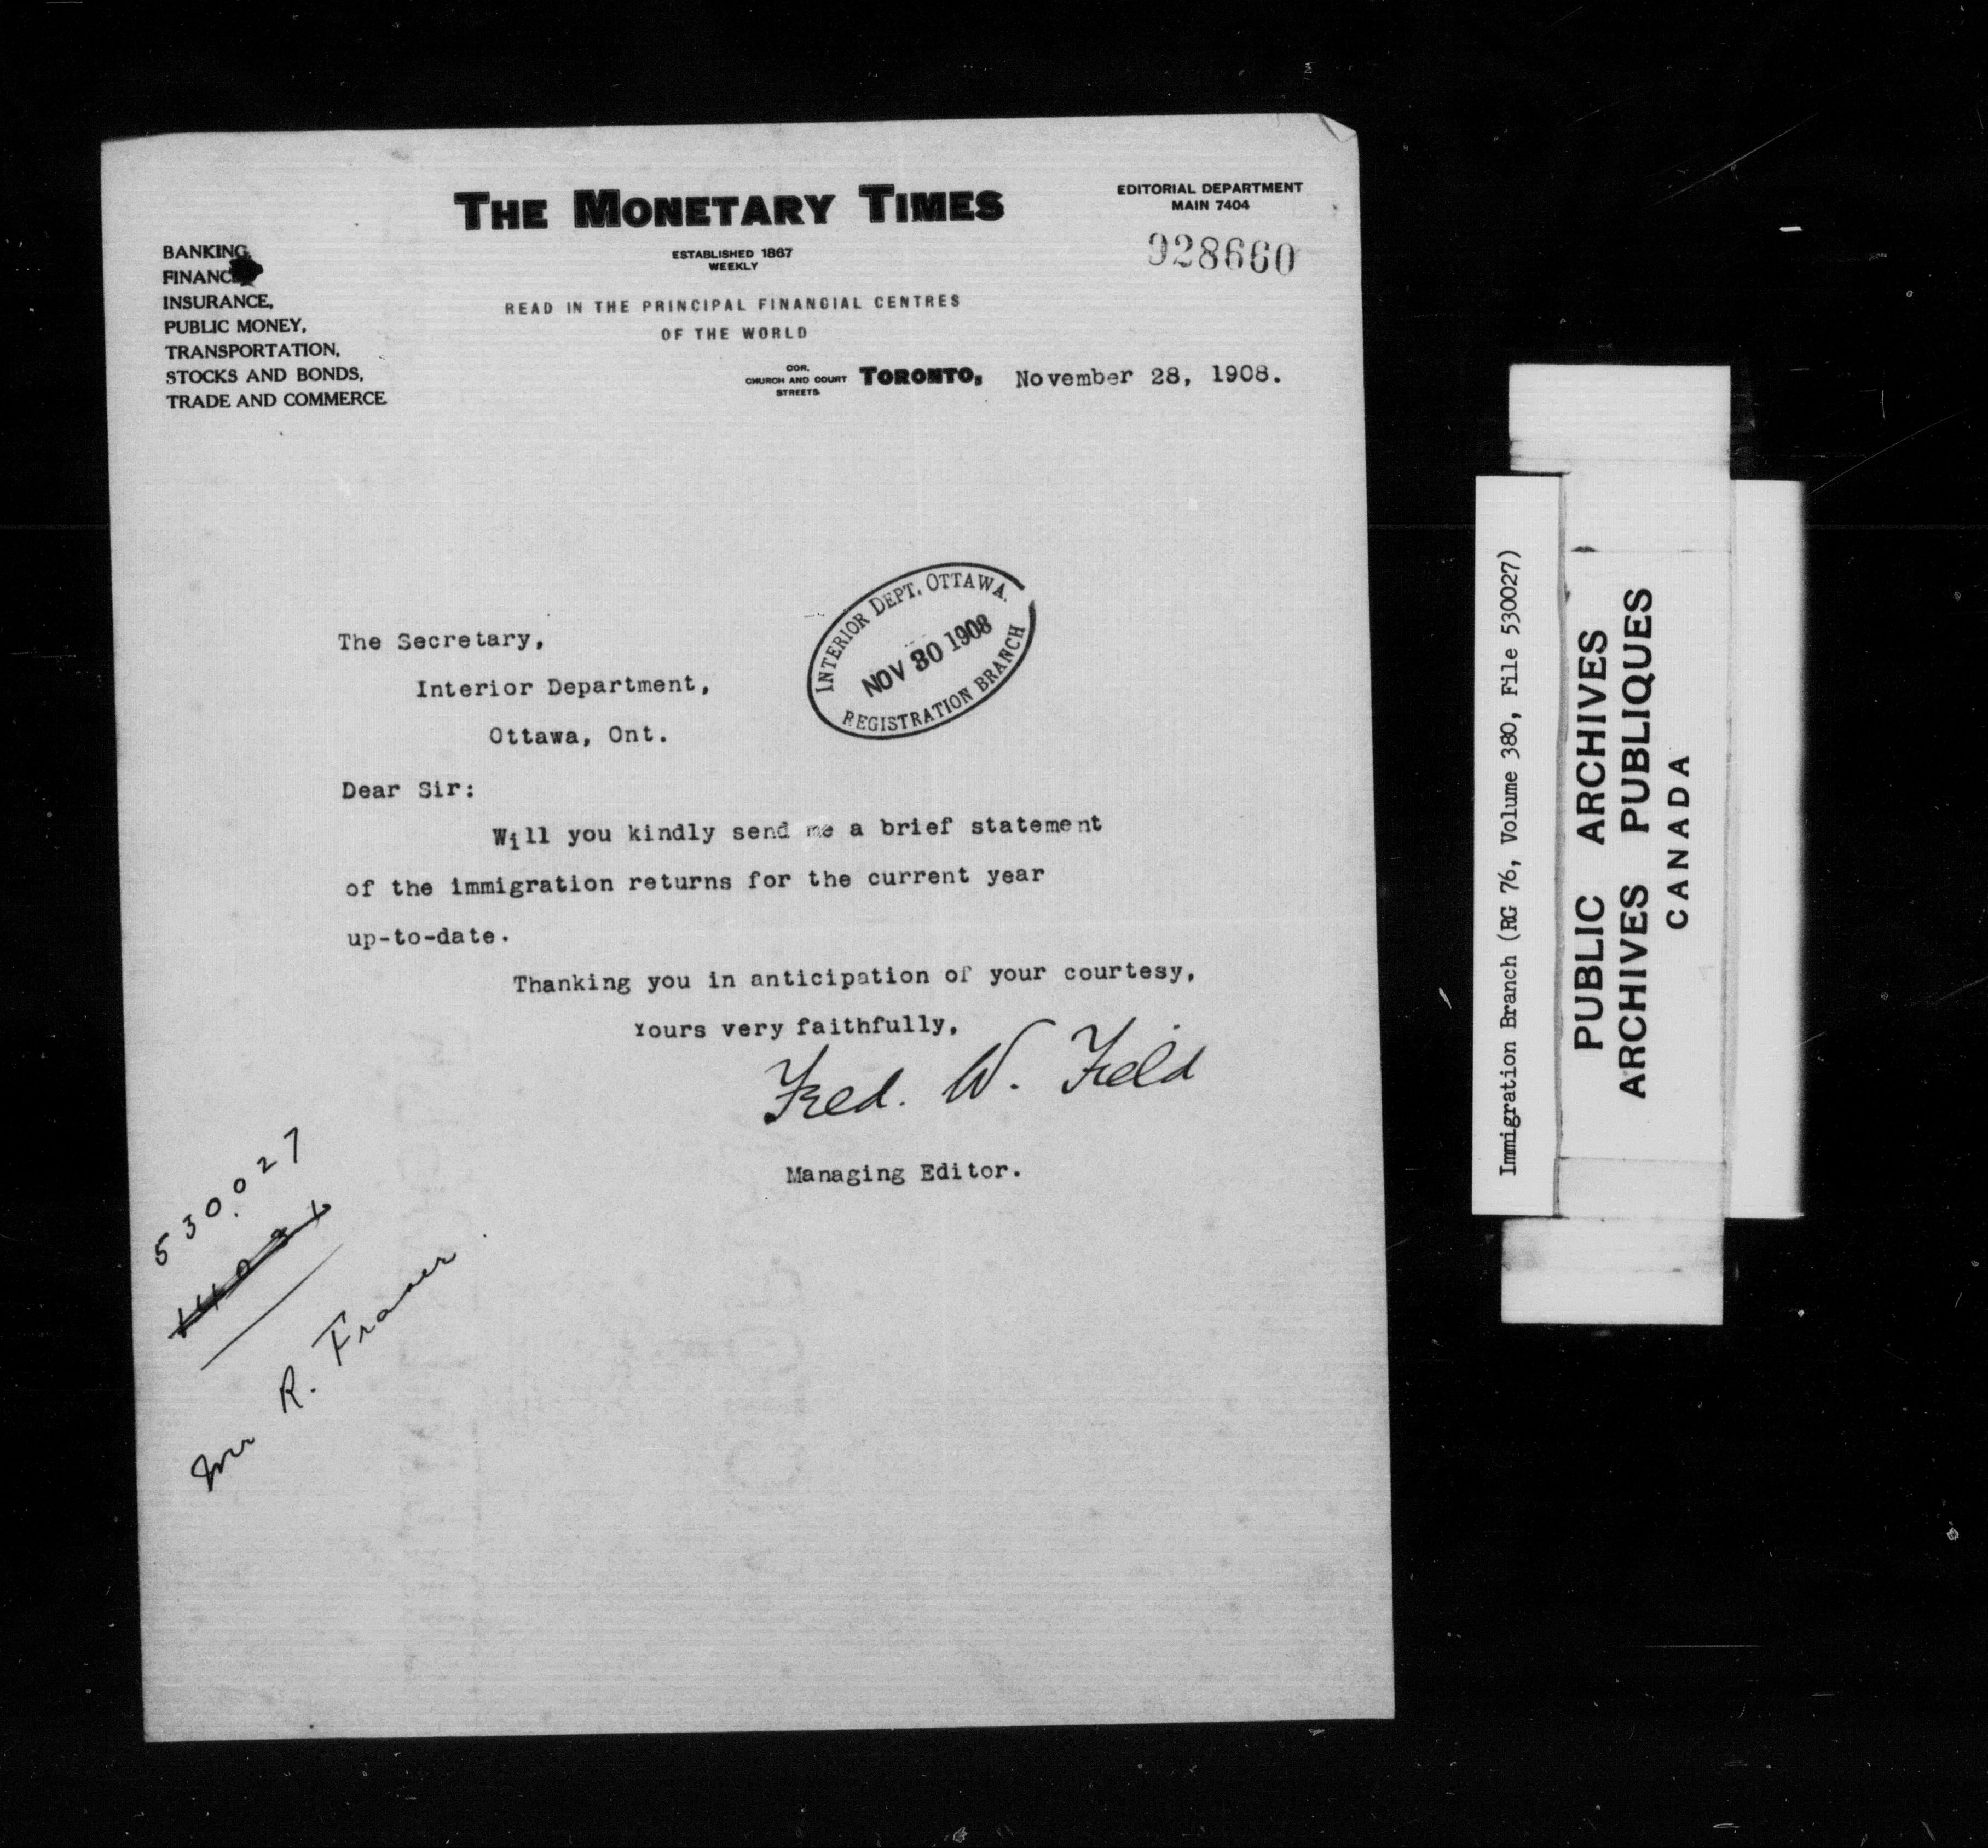 THE MONETARY TIMES
ESTABLISHED 1867
WEEKLY
READ IN THE PRINCIPAL FINANCIAL CENTRES
OF THE WORLD
EDITORIAL DEPARTMENT
MAIN 7404
928660
BANKING,
FINANCE
INSURANCE,
PUBLIC MONEY,
TRANSPORTATION,
STOCKS AND BONDS,
TRADE AND COMMERCE
COR.
CHURCH AND COURT
STREETS
TORONTO, November 28, 1908.
INTERIOR DEPT. OTTAWA.
NOV 30 1908
REGISTRATION BRANCH
The Secretary,
Interior Department,
Ottawa, Ont.
Dear Sir:
Will you kindly send me a brief statement
of the immigration returns for the current year
up-to-date.
Thanking you in anticipation of your courtesy,
Yours very faithfully,
Fred. W. Field
Managing Editor.
530.027
Mr R. Fraser
Immigration Branch (RG 76, Volume 380, File 530027)
PUBLIC ARCHIVES
ARCHIVES PUBLIQUES
CANADA